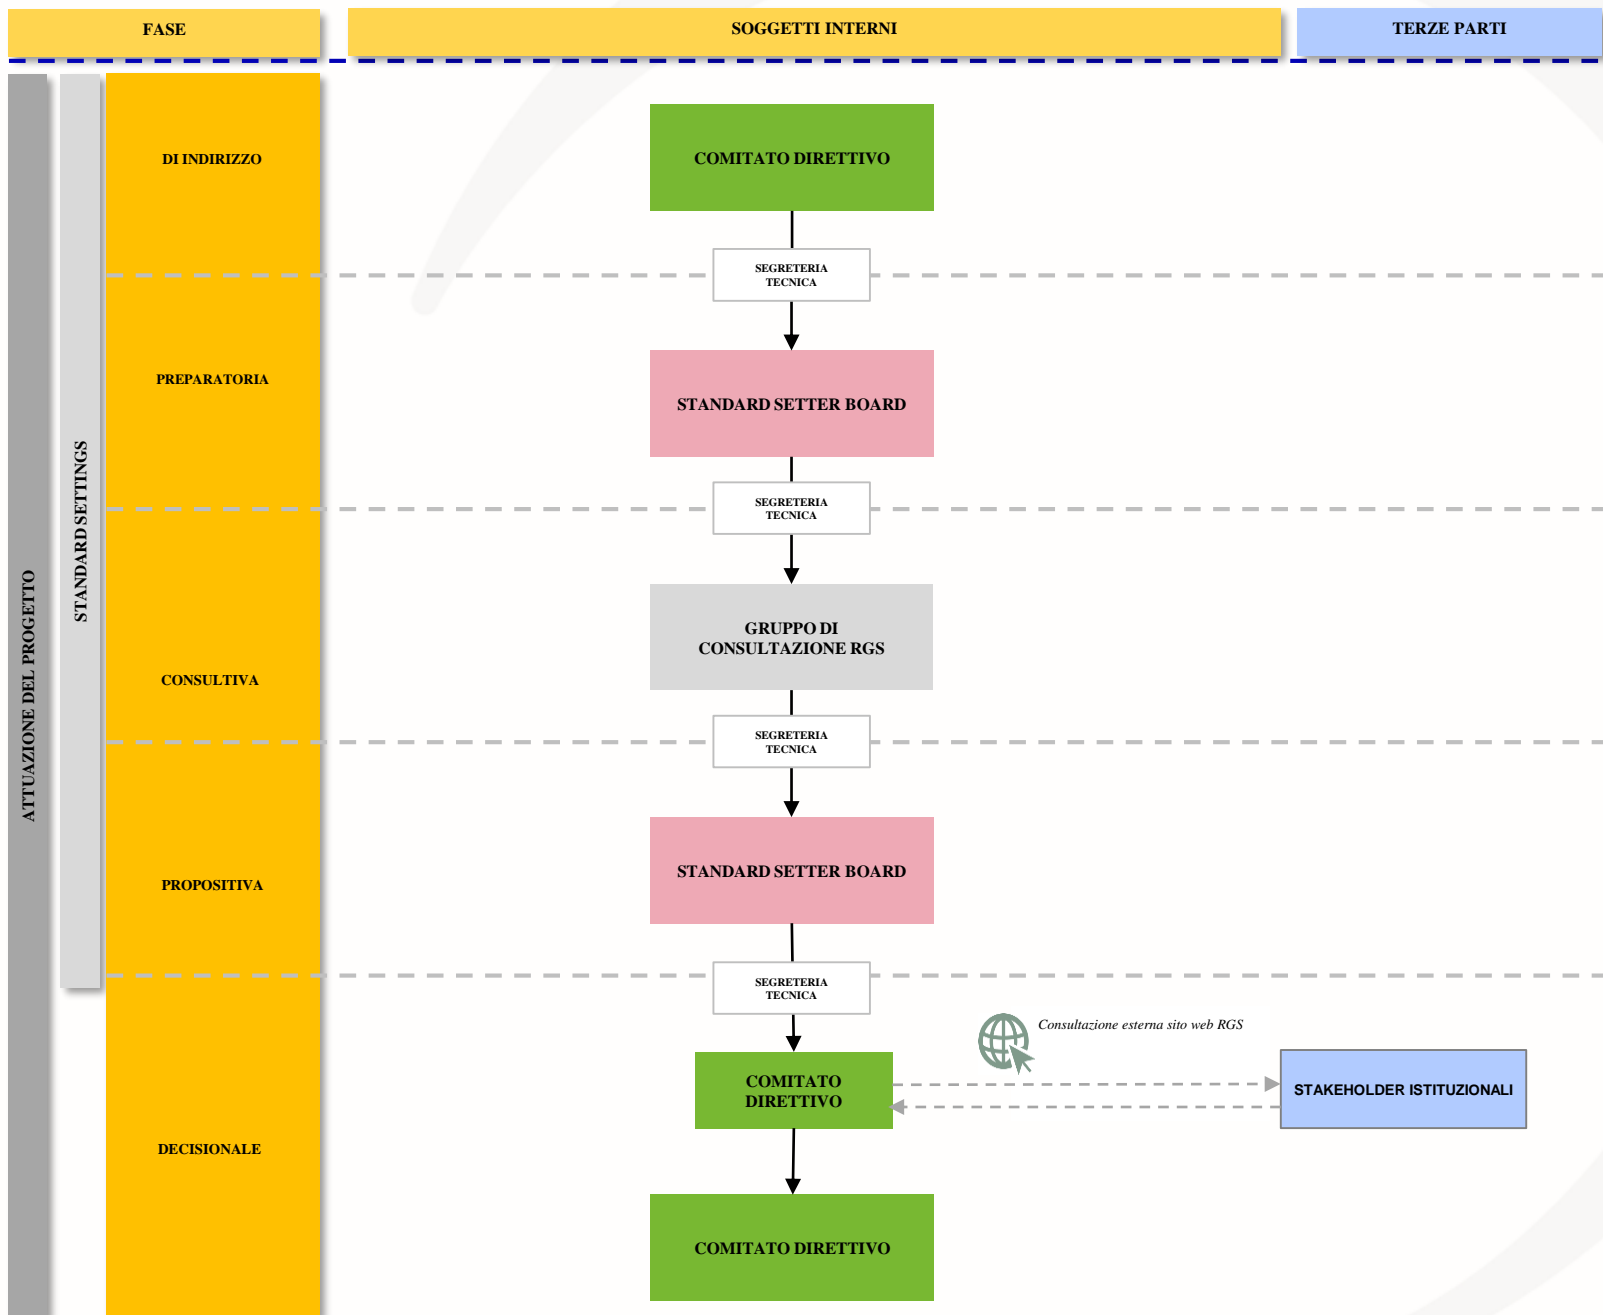 FASE
SOGGETTI INTERNI
TERZE PARTI
ATTUAZIONE DEL PROGETTO
STANDARD SETTINGS
DI INDIRIZZO
COMITATO DIRETTIVO
SEGRETERIA
TECNICA
PREPARATORIA
STANDARD SETTER BOARD
SEGRETERIA
TECNICA
GRUPPO DI
CONSULTAZIONE RGS
CONSULTIVA
SEGRETERIA
TECNICA
STANDARD SETTER BOARD
PROPOSITIVA
SEGRETERIA
TECNICA
Consultazione esterna sito web RGS
COMITATO
DIRETTIVO
STAKEHOLDER ISTITUZIONALI
DECISIONALE
COMITATO DIRETTIVO